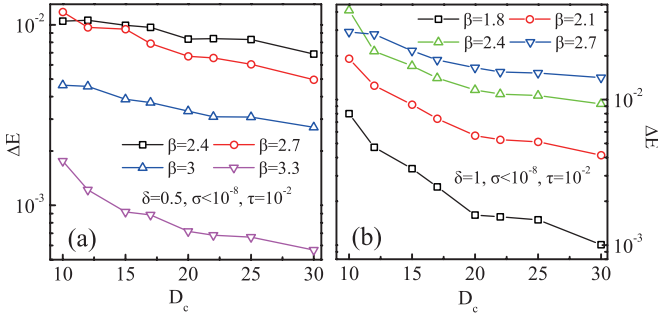 10⁻²
10⁻³
ΔE
β=2.4 β=2.7
β=3 β=3.3
δ=0.5, σ<10⁻⁸, τ=10⁻²
(a)
10 15 20 25 30
D_c
β=1.8 β=2.1
β=2.4 β=2.7
10⁻²
10⁻³
ΔE
δ=1, σ<10⁻⁸, τ=10⁻²
(b)
10 15 20 25 30
D_c